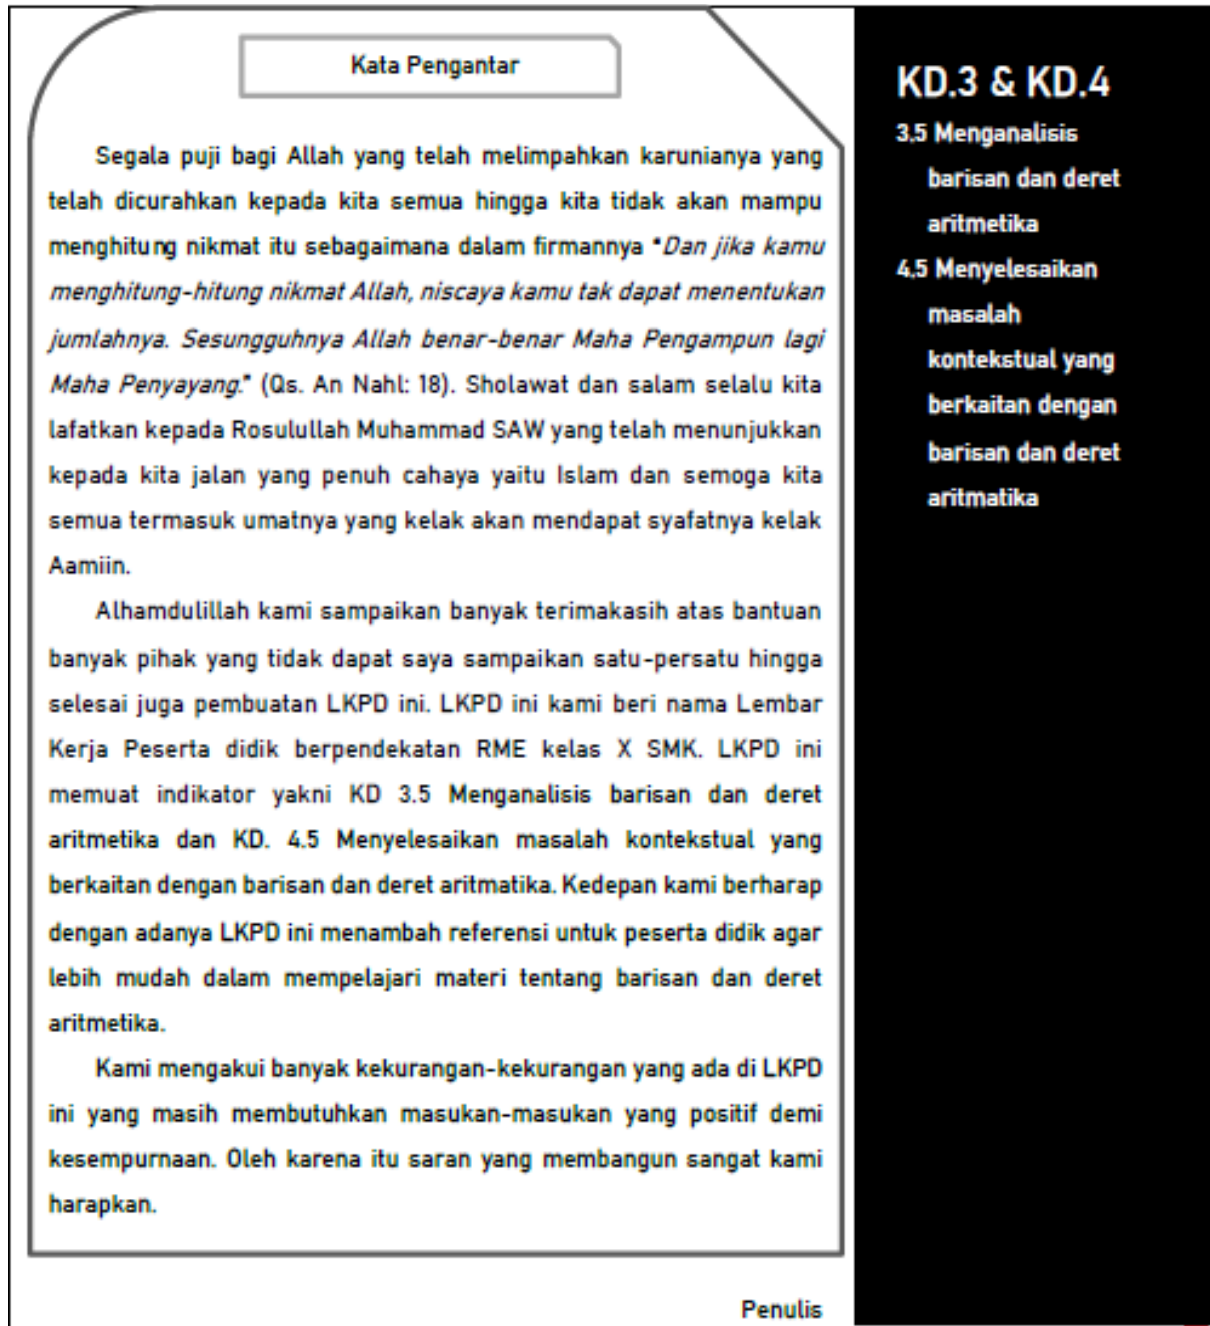 Kata Pengantar
Segala puji bagi Allah yang telah melimpahkan karunianya yang
telah dicurahkan kepada kita semua hingga kita tidak akan mampu
menghitung nikmat itu sebagaimana dalam firmannya "Dan jika kamu
menghitung-hitung nikmat Allah, niscaya kamu tak dapat menentukan
jumlahnya. Sesungguhnya Allah benar-benar Maha Pengampun lagi
Maha Penyayang." (Qs. An Nahl: 18). Sholawat dan salam selalu kita
lafatkan kepada Rosulullah Muhammad SAW yang telah menunjukkan
kepada kita jalan yang penuh cahaya yaitu Islam dan semoga kita
semua termasuk umatnya yang kelak akan mendapat syafatnya kelak
Aamiin.
Alhamdulillah kami sampaikan banyak terimakasih atas bantuan
banyak pihak yang tidak dapat saya sampaikan satu-persatu hingga
selesai juga pembuatan LKPD ini. LKPD ini kami beri nama Lembar
Kerja Peserta didik berpendekatan RME kelas X SMK. LKPD ini
memuat indikator yakni KD 3.5 Menganalisis barisan dan deret
aritmetika dan KD. 4.5 Menyelesaikan masalah kontekstual yang
berkaitan dengan barisan dan deret aritmatika. Kedepan kami berharap
dengan adanya LKPD ini menambah referensi untuk peserta didik agar
lebih mudah dalam mempelajari materi tentang barisan dan deret
aritmetika.
Kami mengakui banyak kekurangan-kekurangan yang ada di LKPD
ini yang masih membutuhkan masukan-masukan yang positif demi
kesempurnaan. Oleh karena itu saran yang membangun sangat kami
harapkan.
Penulis
KD.3 & KD.4
3.5 Menganalisis
barisan dan deret
aritmetika
4.5 Menyelesaikan
masalah
kontekstual yang
berkaitan dengan
barisan dan deret
aritmatika